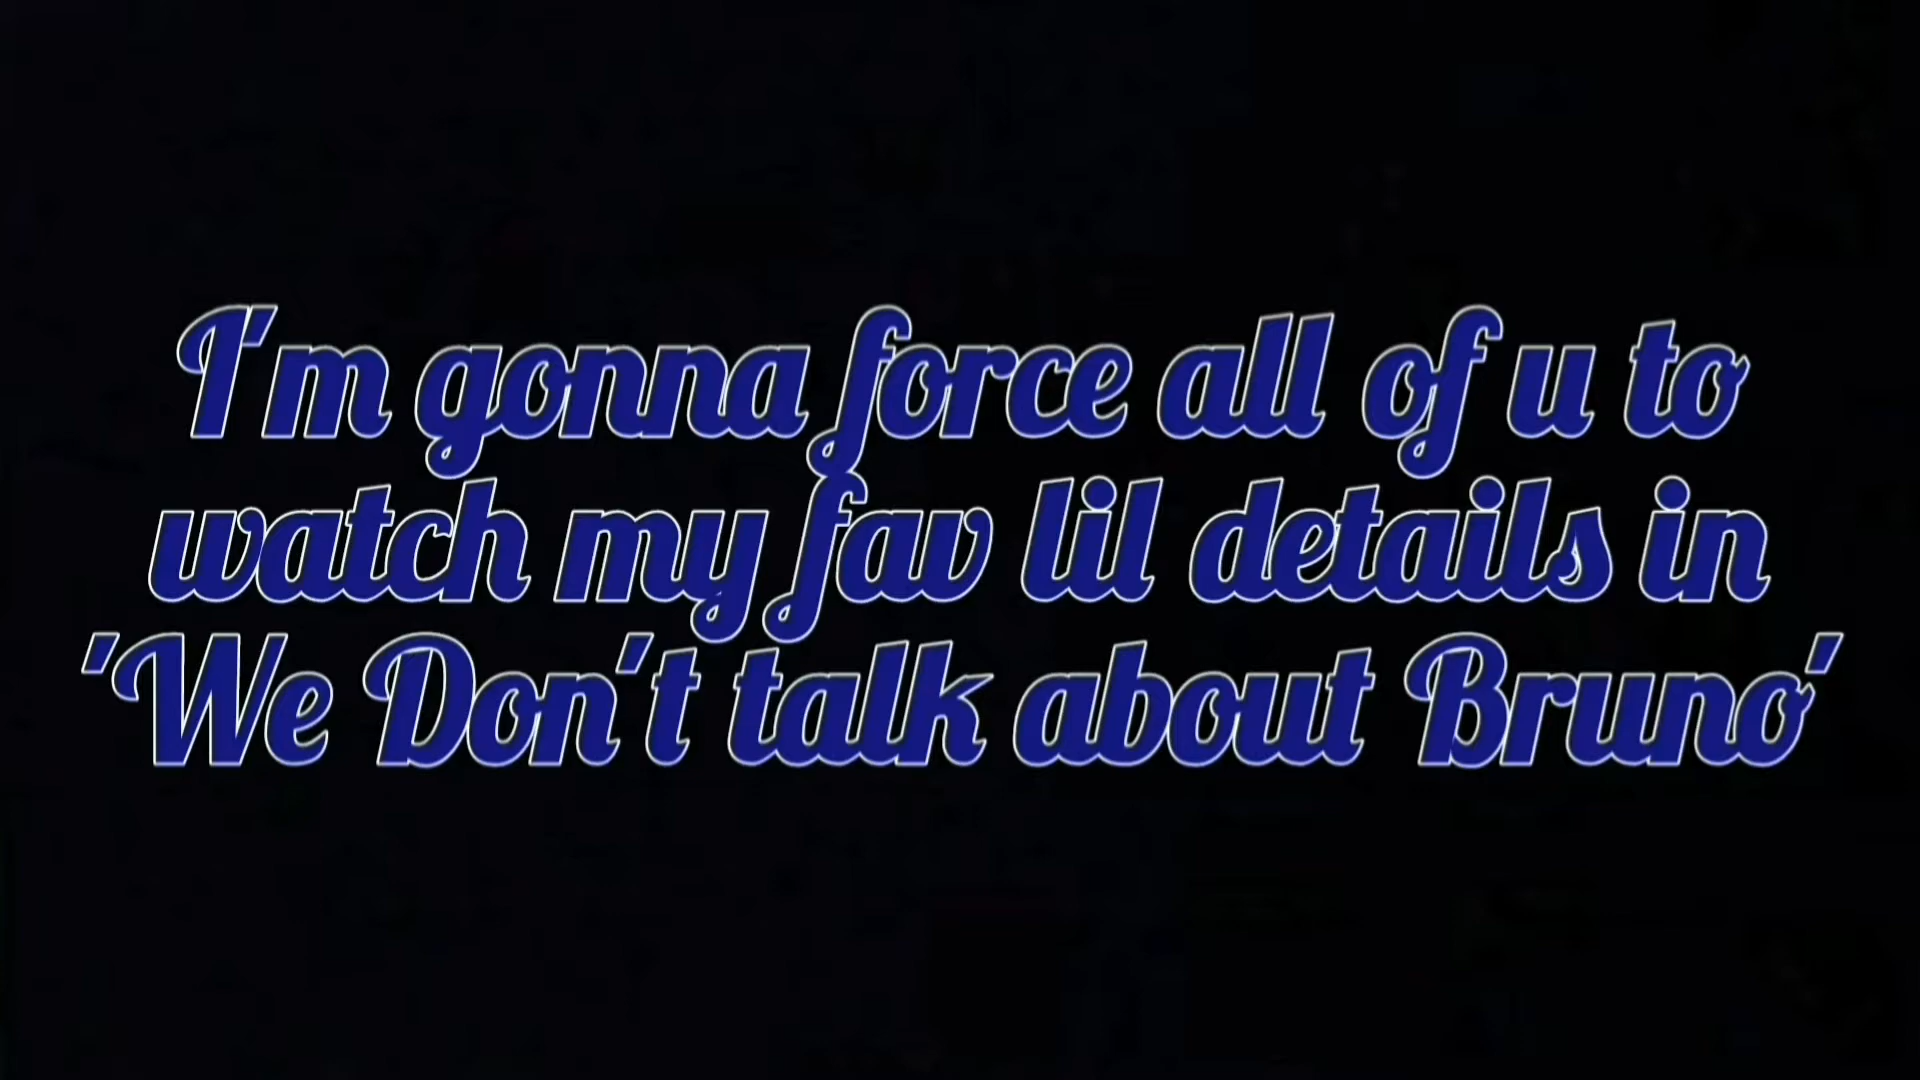 I'm gonna force all of u to
watch my fav lil details in
'We Don't talk about Bruno'